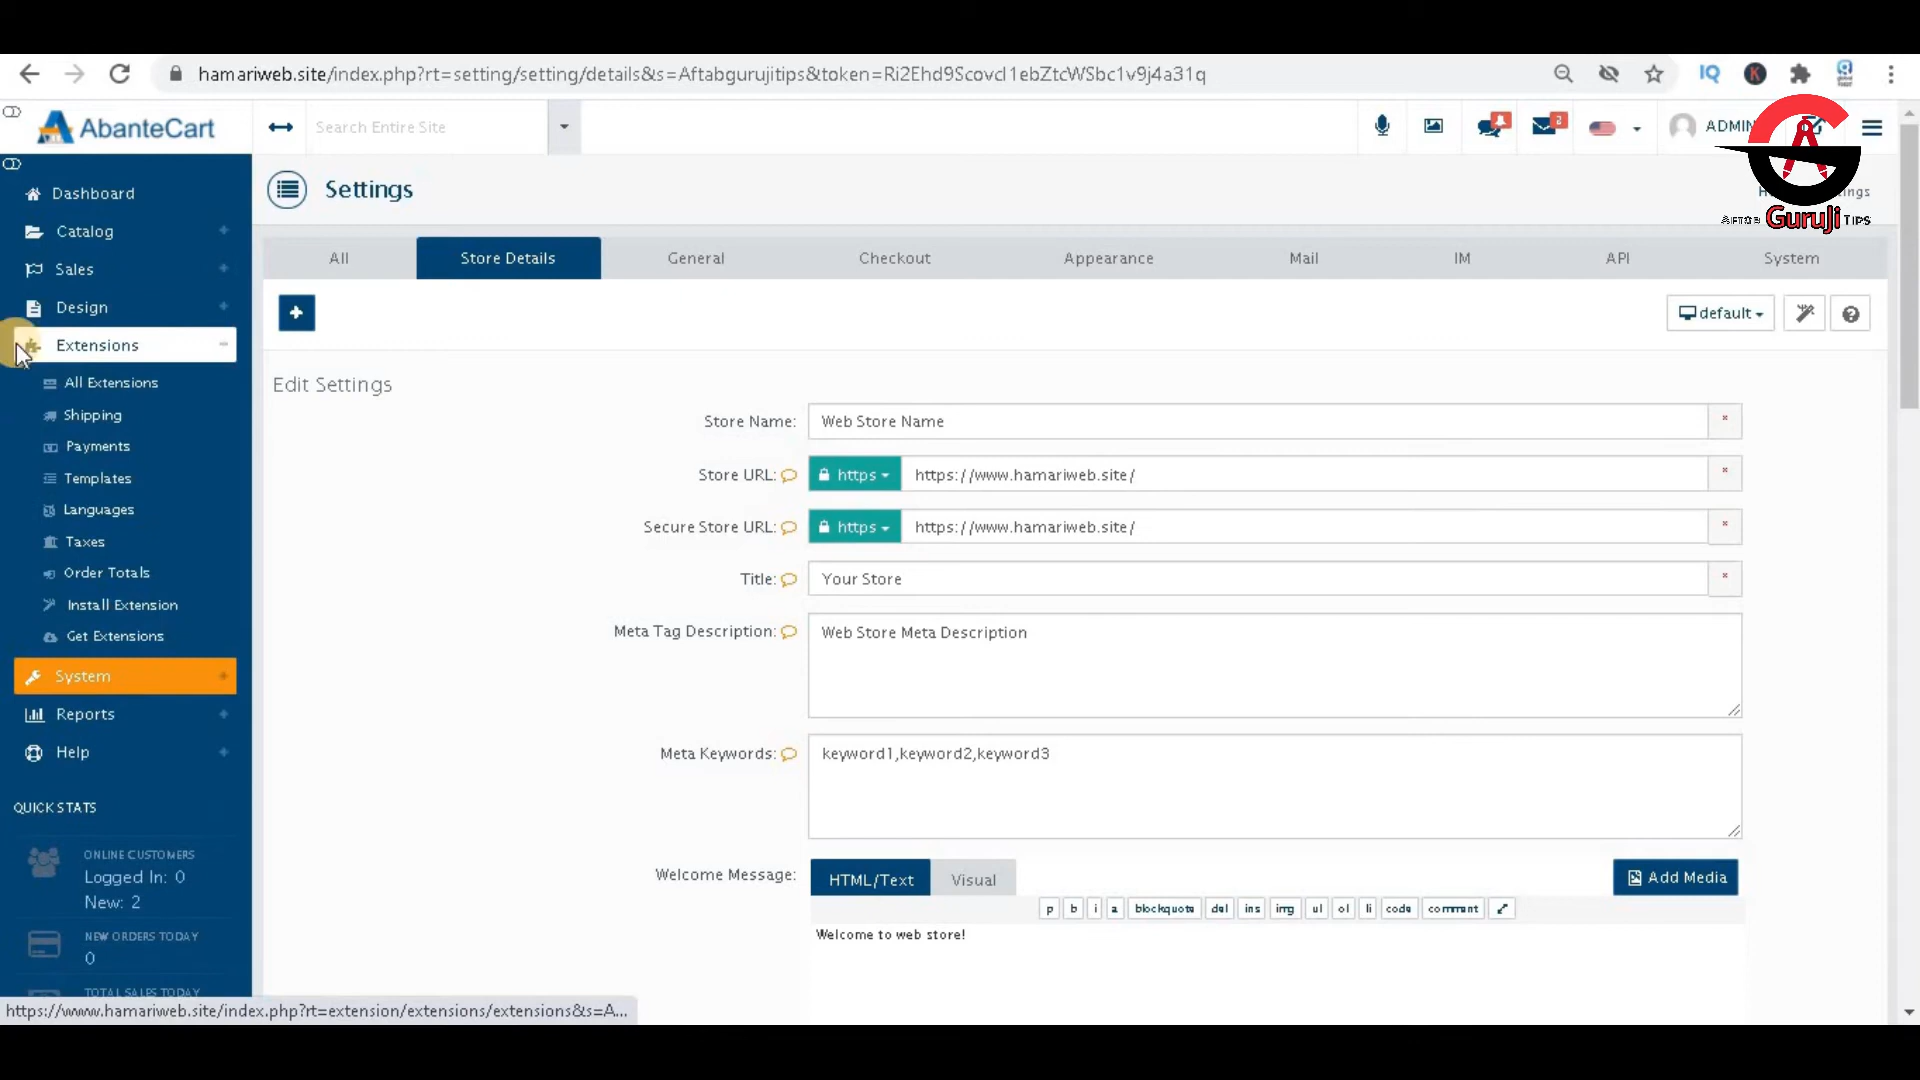 hamariweb.site/index.php?rt=setting/setting/details&s=Aftabgurujitips&token=Ri2Ehd9Scovcl1ebZtcWSbc1v9j4a31q
AbanteCart
Search Entire Site
2
ADMIN
GuruJi TIPS
Dashboard
Catalog
Sales
Design
Extensions
All Extensions
Shipping
Payments
Templates
Languages
Taxes
Order Totals
Install Extension
Get Extensions
System
Reports
Help
QUICK STATS
ONLINE CUSTOMERS
Logged In: 0
New: 2
NEW ORDERS TODAY
0
TOTAL SALES TODAY
https://www.hamariweb.site/index.php?rt=extension/extensions/extensions&s=A...
Settings
All Store Details General Checkout Appearance Mail IM API System
default
Edit Settings
Store Name: Web Store Name *
Store URL: https https://www.hamariweb.site/ *
Secure Store URL: https https://www.hamariweb.site/ *
Title: Your Store *
Meta Tag Description: Web Store Meta Description
Meta Keywords: keyword1,keyword2,keyword3
Welcome Message: HTML/Text Visual Add Media
p b i a blockquote del ins img ul ol li code comment
Welcome to web store!